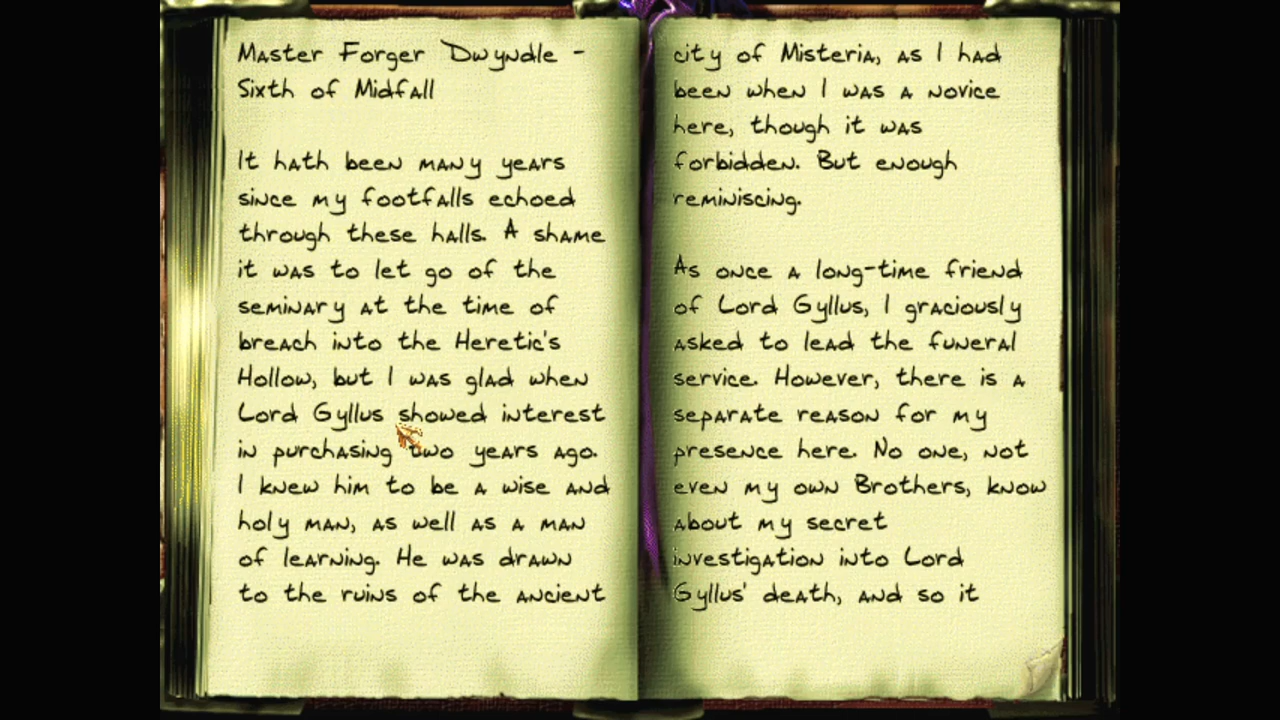 Master Forger Dwyndle -
Sixth of Midfall
It hath been many years
since my footfalls echoed
through these halls. A shame
it was to let go of the
seminary at the time of
breach into the Heretic's
Hollow, but I was glad when
Lord Gyllus showed interest
in purchasing two years ago.
I knew him to be a wise and
holy man, as well as a man
of learning. He was drawn
to the ruins of the ancient
city of Misteria, as I had
been when I was a novice
here, though it was
forbidden. But enough
reminiscing.
As once a long-time friend
of Lord Gyllus, I graciously
asked to lead the funeral
service. However, there is a
separate reason for my
presence here. No one, not
even my own Brothers, know
about my secret
investigation into Lord
Gyllus' death, and so it